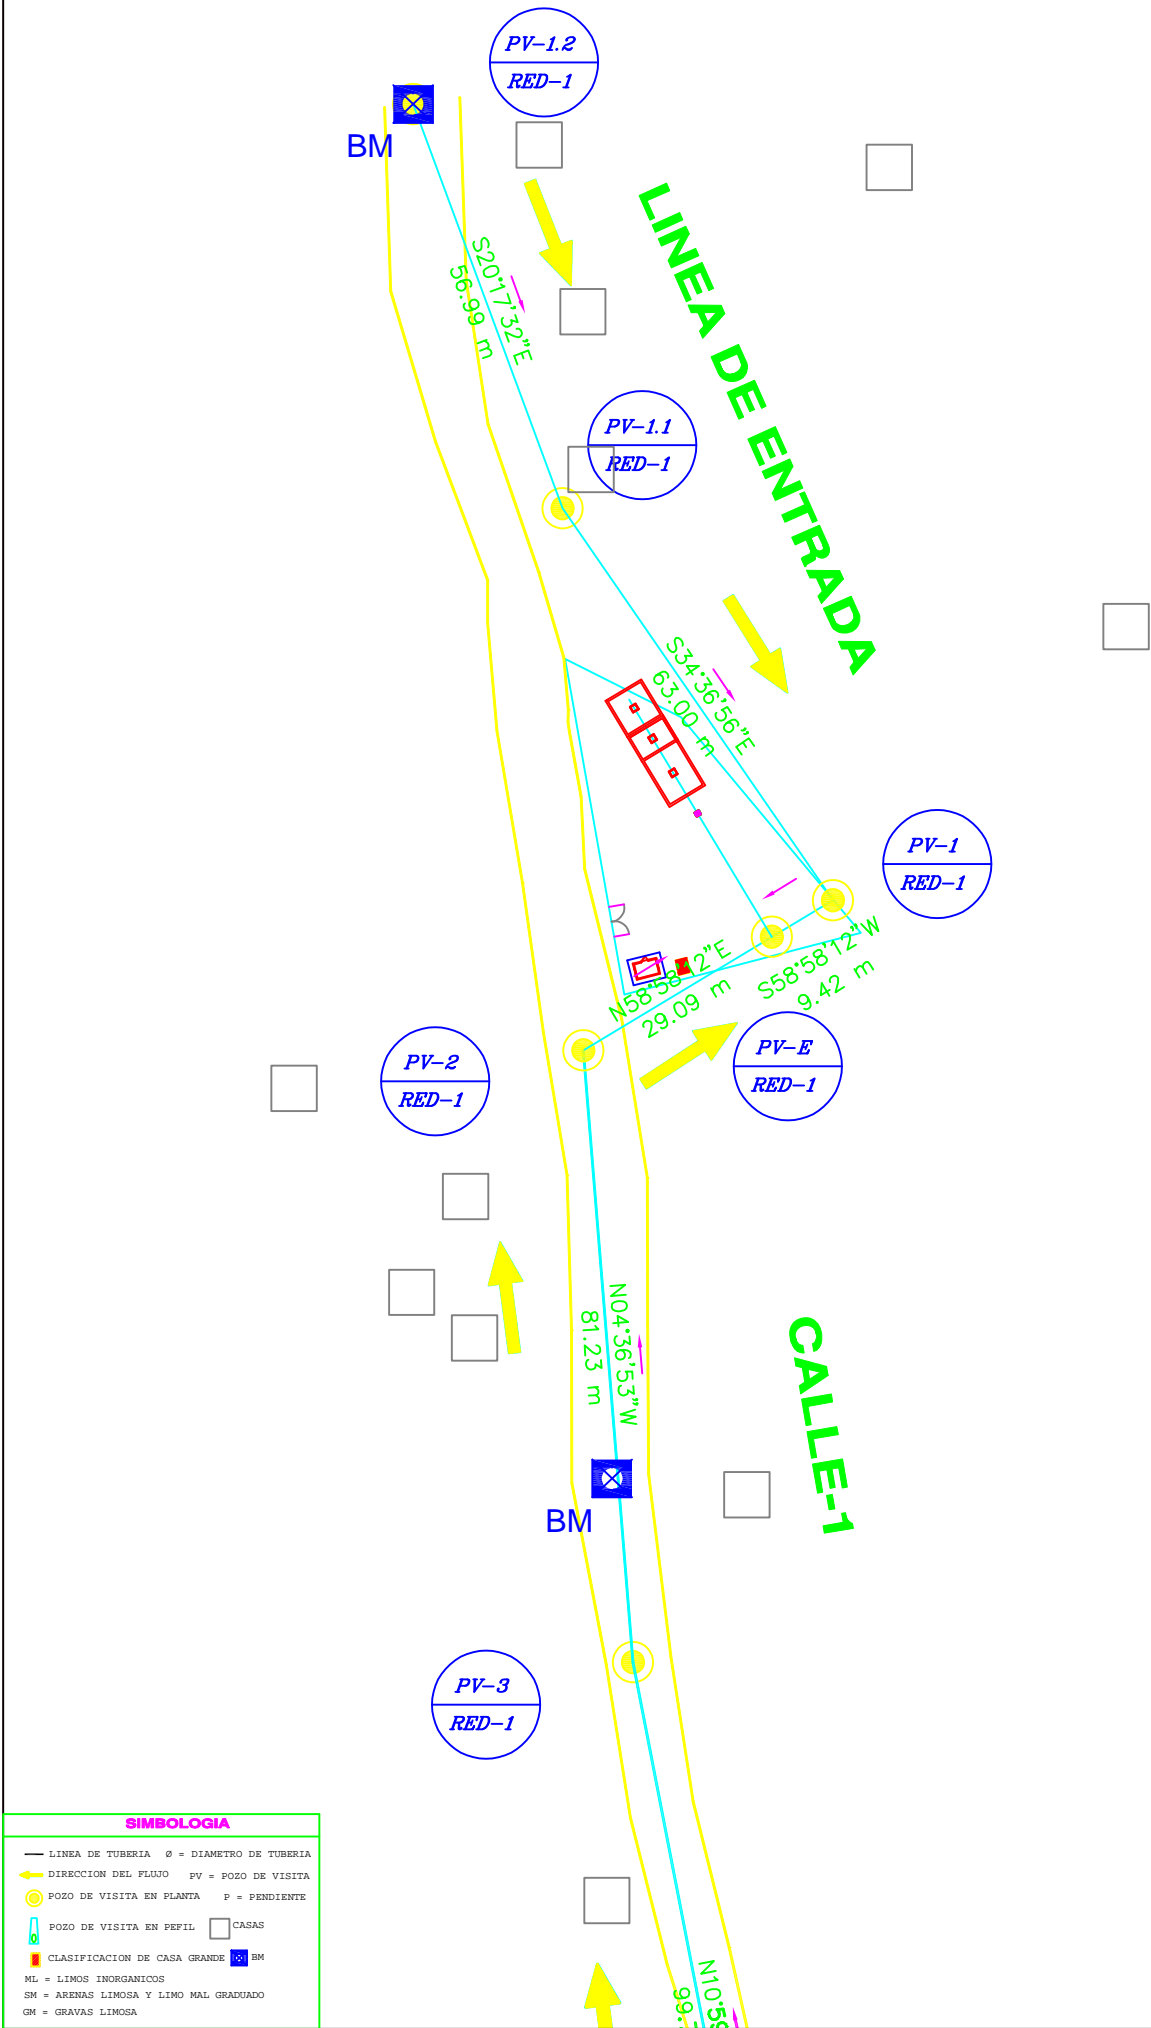 PV-1.2
RED-1
BM
LINEA DE ENTRADA
S20°17'32"E
56.99 m
PV-1.1
RED-1
S34°36'56"E
63.00 m
PV-1
RED-1
N58°58'12"E
29.09 m
S58°58'12"W
9.42 m
PV-2
RED-1
PV-E
RED-1
N04°36'53"W
81.23 m
CALLE-1
BM
PV-3
RED-1
SIMBOLOGIA
LINEA DE TUBERIA Ø = DIAMETRO DE TUBERIA
DIRECCION DEL FLUJO PV = POZO DE VISITA
POZO DE VISITA EN PLANTA P = PENDIENTE
POZO DE VISITA EN PEFIL CASAS
CLASIFICACION DE CASA GRANDE BM
ML = LIMOS INORGANICOS
SM = ARENAS LIMOSA Y LIMO MAL GRADUADO
GM = GRAVAS LIMOSA